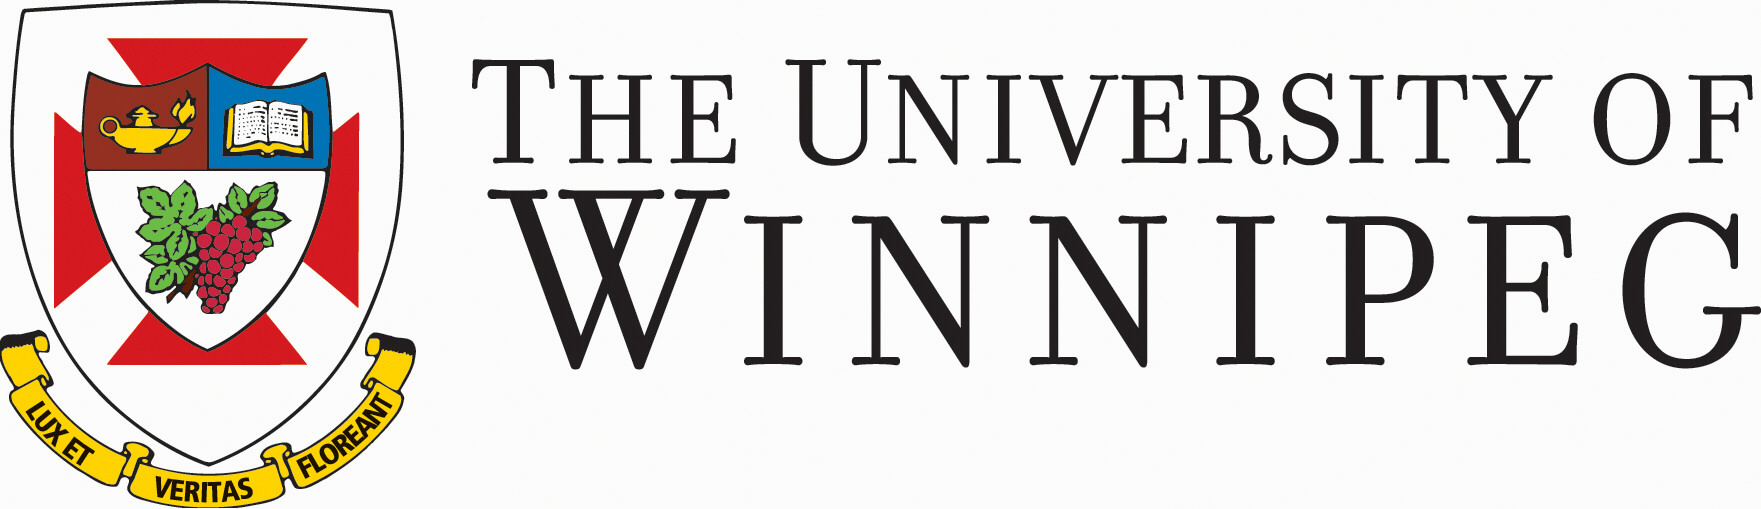 THE UNIVERSITY OF
WINNIPEG
LUX ET
VERITAS
FLOREANT